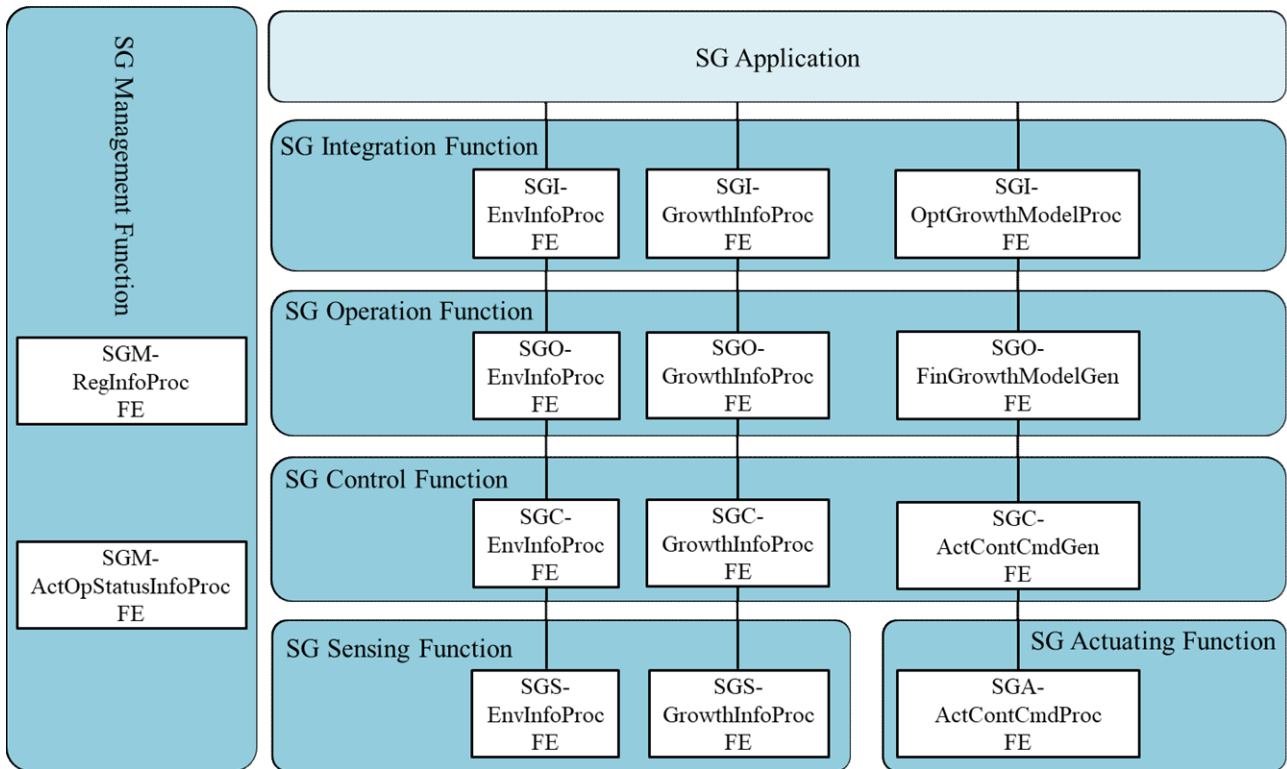 SG Management Function
SGM-
RegInfoProc
FE
SGM-
ActOpStatusInfoProc
FE
SG Application
SG Integration Function
SGI-
EnvInfoProc
FE
SGI-
GrowthInfoProc
FE
SGI-
OptGrowthModelProc
FE
SG Operation Function
SGO-
EnvInfoProc
FE
SGO-
GrowthInfoProc
FE
SGO-
FinGrowthModelGen
FE
SG Control Function
SGC-
EnvInfoProc
FE
SGC-
GrowthInfoProc
FE
SGC-
ActContCmdGen
FE
SG Sensing Function
SGS-
EnvInfoProc
FE
SGS-
GrowthInfoProc
FE
SG Actuating Function
SGA-
ActContCmdProc
FE